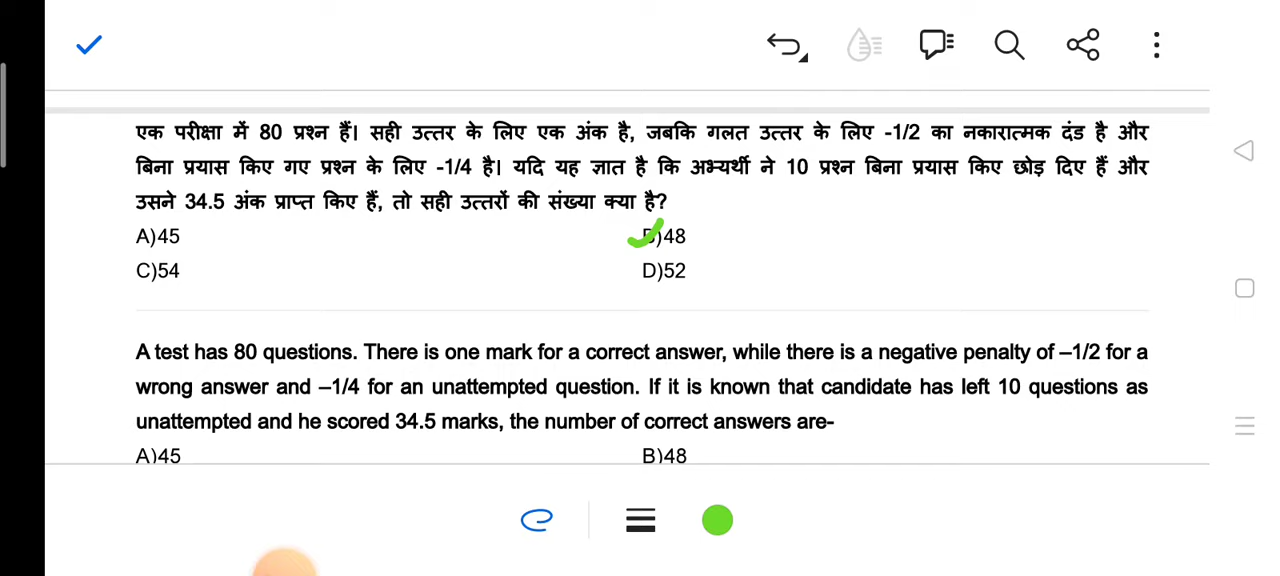 एक परीक्षा में 80 प्रश्न हैं। सही उत्तर के लिए एक अंक है, जबकि गलत उत्तर के लिए -1/2 का नकारात्मक दंड है और
बिना प्रयास किए गए प्रश्न के लिए -1/4 है। यदि यह ज्ञात है कि अभ्यर्थी ने 10 प्रश्न बिना प्रयास किए छोड़ दिए हैं और
उसने 34.5 अंक प्राप्त किए हैं, तो सही उत्तरों की संख्या क्या है?
A)45 B)48
C)54 D)52
A test has 80 questions. There is one mark for a correct answer, while there is a negative penalty of –1/2 for a
wrong answer and –1/4 for an unattempted question. If it is known that candidate has left 10 questions as
unattempted and he scored 34.5 marks, the number of correct answers are-
A)45 B)48